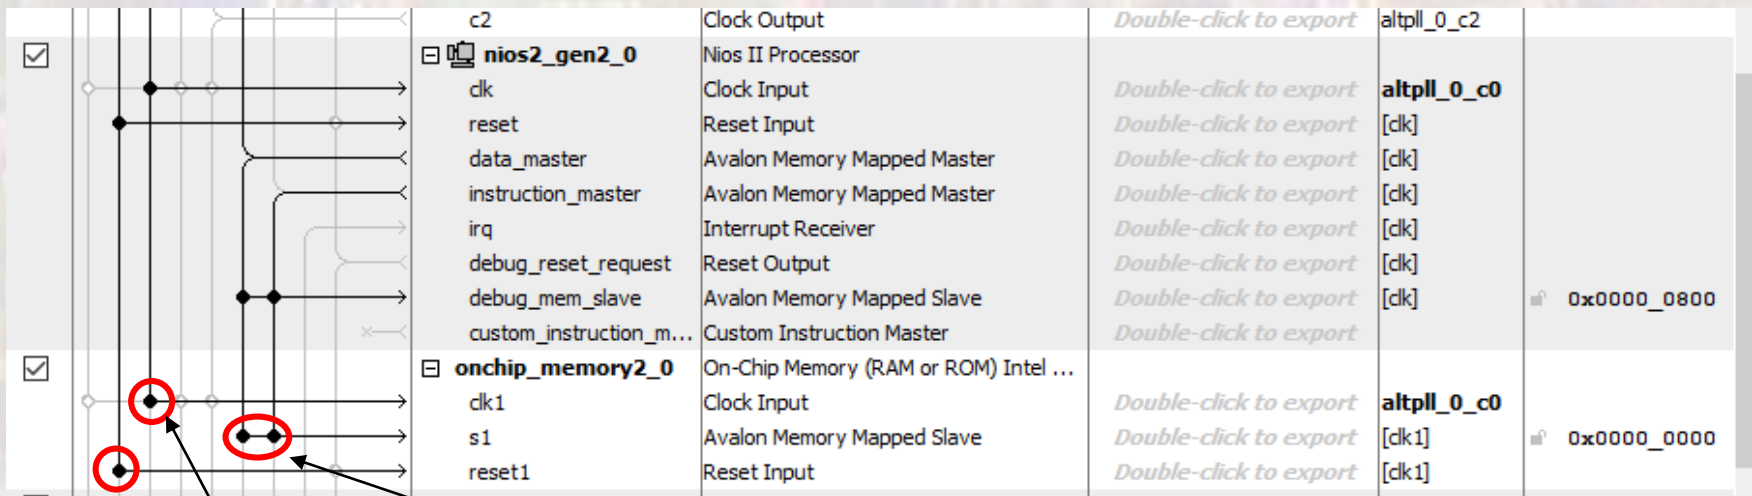 c2 Clock Output Double-click to export altpll_0_c2
nios2_gen2_0 Nios II Processor
clk Clock Input Double-click to export altpll_0_c0
reset Reset Input Double-click to export [clk]
data_master Avalon Memory Mapped Master Double-click to export [clk]
instruction_master Avalon Memory Mapped Master Double-click to export [clk]
irq Interrupt Receiver Double-click to export [clk]
debug_reset_request Reset Output Double-click to export [clk]
debug_mem_slave Avalon Memory Mapped Slave Double-click to export [clk] 0x0000_0800
custom_instruction_m... Custom Instruction Master Double-click to export
onchip_memory2_0 On-Chip Memory (RAM or ROM) Intel ...
clk1 Clock Input Double-click to export altpll_0_c0
s1 Avalon Memory Mapped Slave Double-click to export [clk1] 0x0000_0000
reset1 Reset Input Double-click to export [clk1]